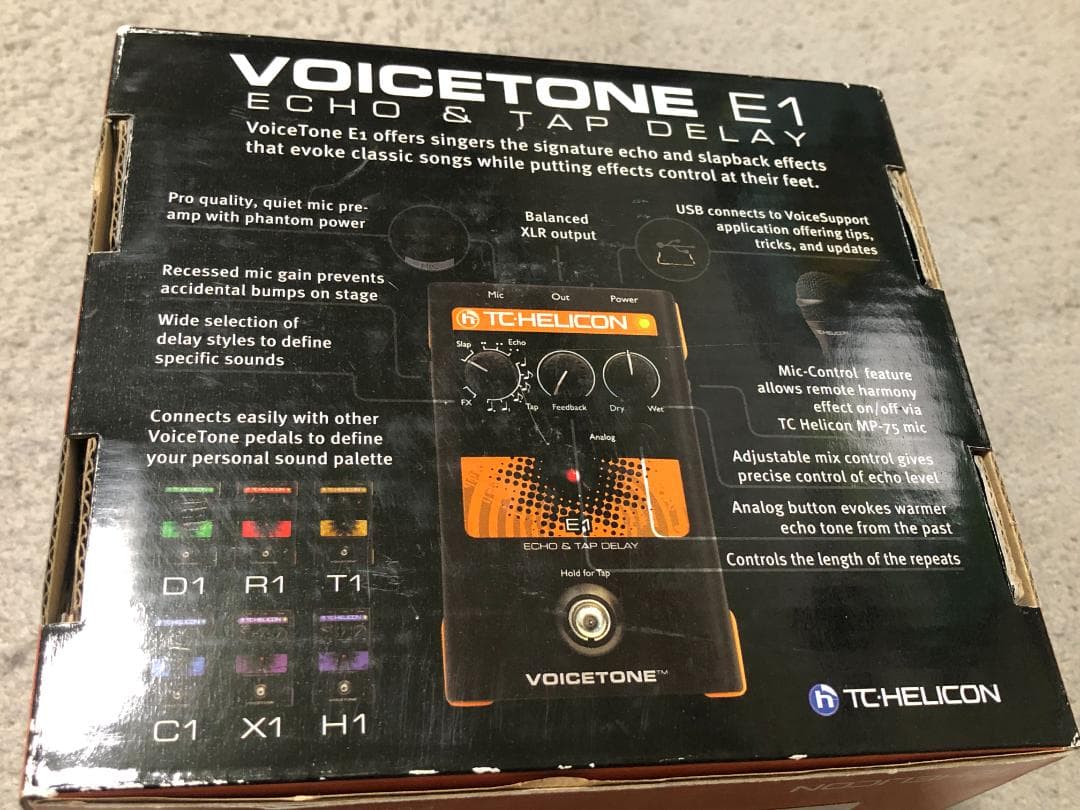 VOICETONE E1
ECHO & TAP DELAY
VoiceTone E1 offers singers the signature echo and slapback effects
that evoke classic songs while putting effects control at their feet.
Pro quality, quiet mic pre-
amp with phantom power
Balanced
XLR output
USB connects to VoiceSupport
application offering tips,
tricks, and updates
Recessed mic gain prevents
accidental bumps on stage
Wide selection of
delay styles to define
specific sounds
Connects easily with other
VoiceTone pedals to define
your personal sound palette
D1 R1 T1
C1 X1 H1
MIC
Mic Out Power
TC·HELICON
Slap Echo
FX Tap Feedback Dry Wet
Analog
E1
ECHO & TAP DELAY
Hold for Tap
VOICETONE™
Mic-Control feature
allows remote harmony
effect on/off via
TC Helicon MP-75 mic
Adjustable mix control gives
precise control of echo level
Analog button evokes warmer
echo tone from the past
Controls the length of the repeats
h TC·HELICON